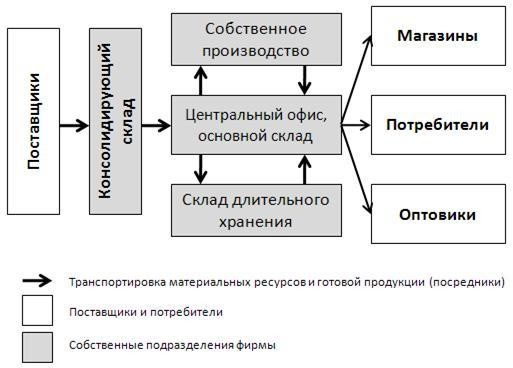 Поставщики
Консолидирующий
склад
Собственное
производство
Центральный офис,
основной склад
Склад длительного
хранения
Магазины
Потребители
Оптовики
Транспортировка материальных ресурсов и готовой продукции (посредники)
Поставщики и потребители
Собственные подразделения фирмы